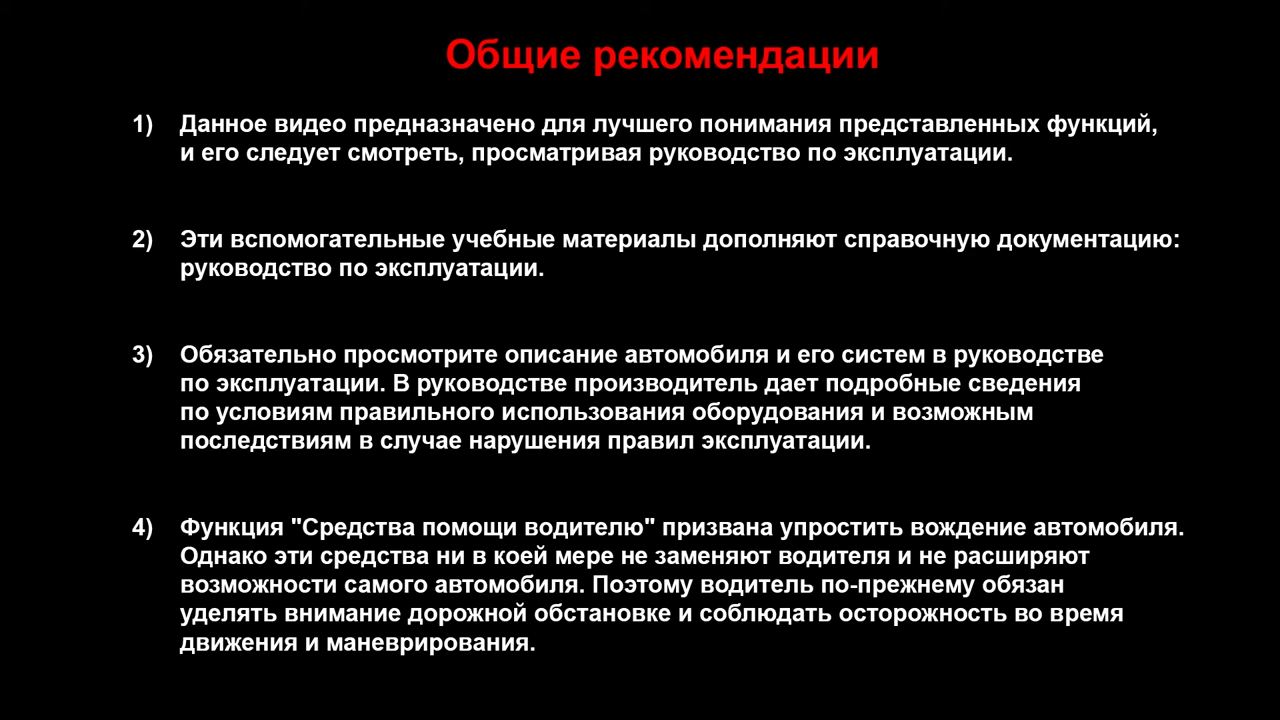 Общие рекомендации
1) Данное видео предназначено для лучшего понимания представленных функций,
и его следует смотреть, просматривая руководство по эксплуатации.
2) Эти вспомогательные учебные материалы дополняют справочную документацию:
руководство по эксплуатации.
3) Обязательно просмотрите описание автомобиля и его систем в руководстве
по эксплуатации. В руководстве производитель дает подробные сведения
по условиям правильного использования оборудования и возможным
последствиям в случае нарушения правил эксплуатации.
4) Функция "Средства помощи водителю" призвана упростить вождение автомобиля.
Однако эти средства ни в коей мере не заменяют водителя и не расширяют
возможности самого автомобиля. Поэтому водитель по-прежнему обязан
уделять внимание дорожной обстановке и соблюдать осторожность во время
движения и маневрирования.